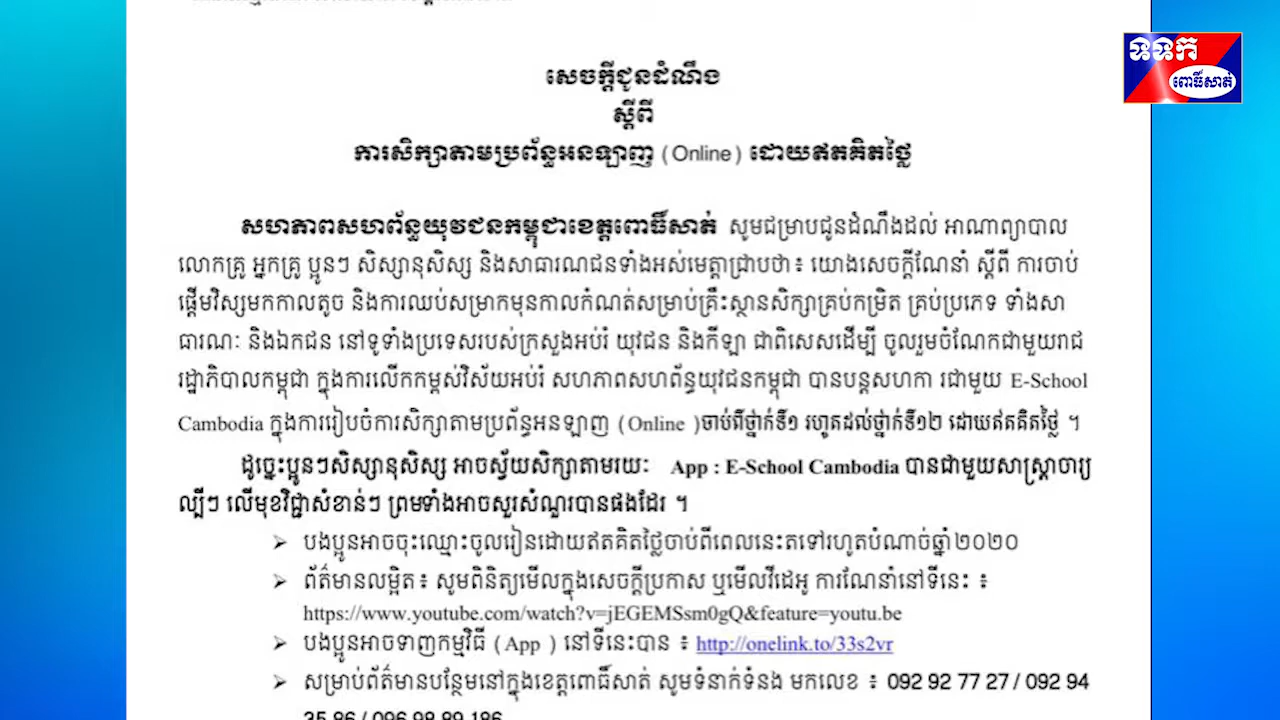 ទទក
ពោធិ៍សាត់
សេចក្តីជូនដំណឹង
ស្តីពី
ការសិក្សាតាមប្រព័ន្ធអនឡាញ (Online) ដោយឥតគិតថ្លៃ
សហភាពសហព័ន្ធយុវជនកម្ពុជាខេត្តពោធិ៍សាត់ សូមជម្រាបជូនដំណឹងដល់ អាណាព្យាបាល
លោកគ្រូ អ្នកគ្រូ ប្អូនៗ សិស្សានុសិស្ស និងសាធារណជនទាំងអស់មេត្តាជ្រាបថា៖ យោងសេចក្តីណែនាំ ស្តីពី ការចាប់
ផ្តើមវិស្សមកកាលតូច និងការឈប់សម្រាកមុនកាលកំណត់សម្រាប់គ្រឹះស្ថានសិក្សាគ្រប់កម្រិត គ្រប់ប្រភេទ ទាំងសា
ធារណៈ និងឯកជន នៅទូទាំងប្រទេសរបស់ក្រសួងអប់រំ យុវជន និងកីឡា ជាពិសេសដើម្បី ចូលរួមចំណែកជាមួយរាជ
រដ្ឋាភិបាលកម្ពុជា ក្នុងការលើកកម្ពស់វិស័យអប់រំ សហភាពសហព័ន្ធយុវជនកម្ពុជា បានបន្តសហកា រជាមួយ E-School
Cambodia ក្នុងការរៀបចំការសិក្សាតាមប្រព័ន្ធអនឡាញ (Online )ចាប់ពីថ្នាក់ទី១ រហូតដល់ថ្នាក់ទី១២ ដោយឥតគិតថ្លៃ ។
ដូច្នេះប្អូនៗសិស្សានុសិស្ស អាចស្វ័យសិក្សាតាមរយៈ App : E-School Cambodia បានជាមួយសាស្ត្រាចារ្យ
ល្បីៗ លើមុខវិជ្ជាសំខាន់ៗ ព្រមទាំងអាចសួរសំណួរបានផងដែរ ។
➢ បងប្អូនអាចចុះឈ្មោះចូលរៀនដោយឥតគិតថ្លៃចាប់ពីពេលនេះតទៅរហូតបំណាច់ឆ្នាំ២០២០
➢ ព័ត៌មានលម្អិត៖ សូមពិនិត្យមើលក្នុងសេចក្តីប្រកាស ឬមើលវីដេអូ ការណែនាំនៅទីនេះ ៖
https://www.youtube.com/watch?v=jEGEMSsm0gQ&feature=youtu.be
➢ បងប្អូនអាចទាញកម្មវិធី (App ) នៅទីនេះបាន ៖ http://onelink.to/33s2vr
➢ សម្រាប់ព័ត៌មានបន្ថែមនៅក្នុងខេត្តពោធិ៍សាត់ សូមទំនាក់ទំនង មកលេខ ៖ 092 92 77 27 / 092 94
35 86 / 096 98 89 186